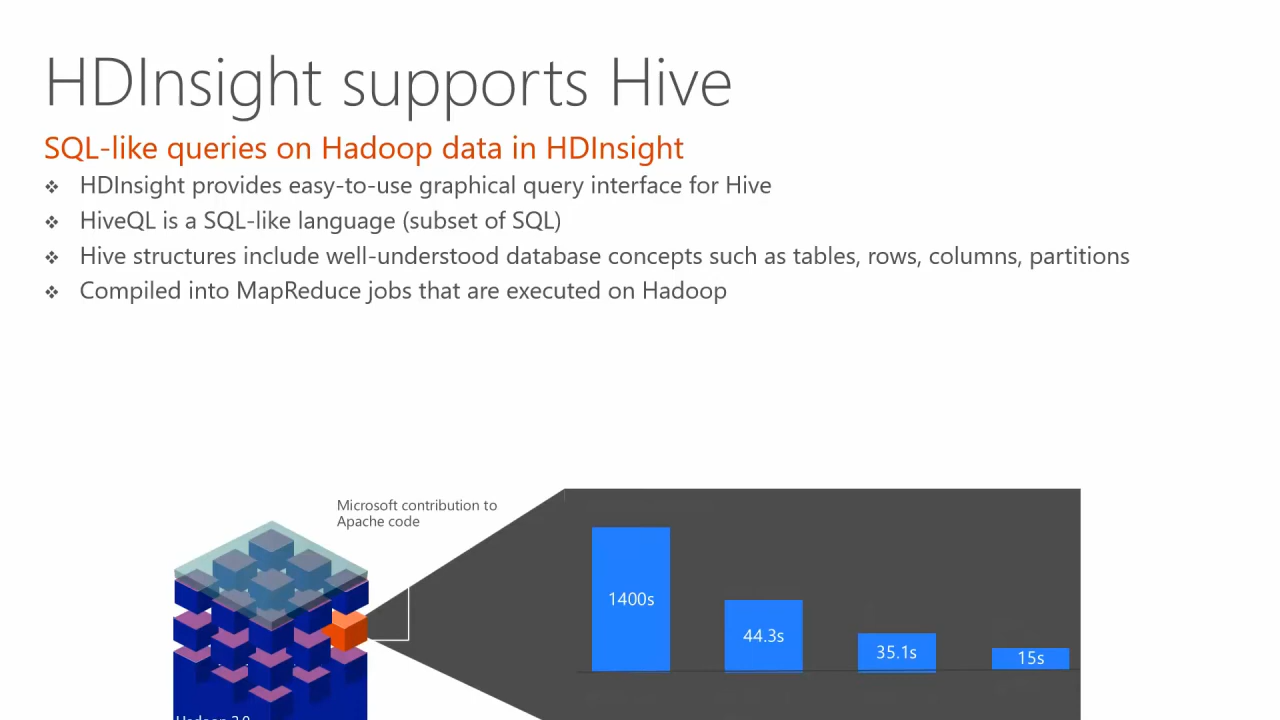 HDInsight supports Hive
SQL-like queries on Hadoop data in HDInsight
❖ HDInsight provides easy-to-use graphical query interface for Hive
❖ HiveQL is a SQL-like language (subset of SQL)
❖ Hive structures include well-understood database concepts such as tables, rows, columns, partitions
❖ Compiled into MapReduce jobs that are executed on Hadoop
Microsoft contribution to
Apache code
1400s
44.3s
35.1s
15s
Hadoop 2.0